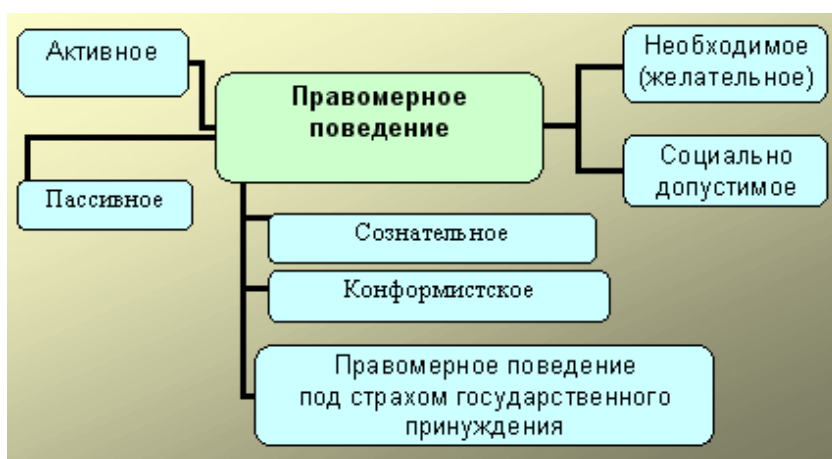 Активное
Необходимое
(желательное)
Правомерное
поведение
Социально
допустимое
Пассивное
Сознательное
Конформистское
Правомерное поведение
под страхом государственного
принуждения